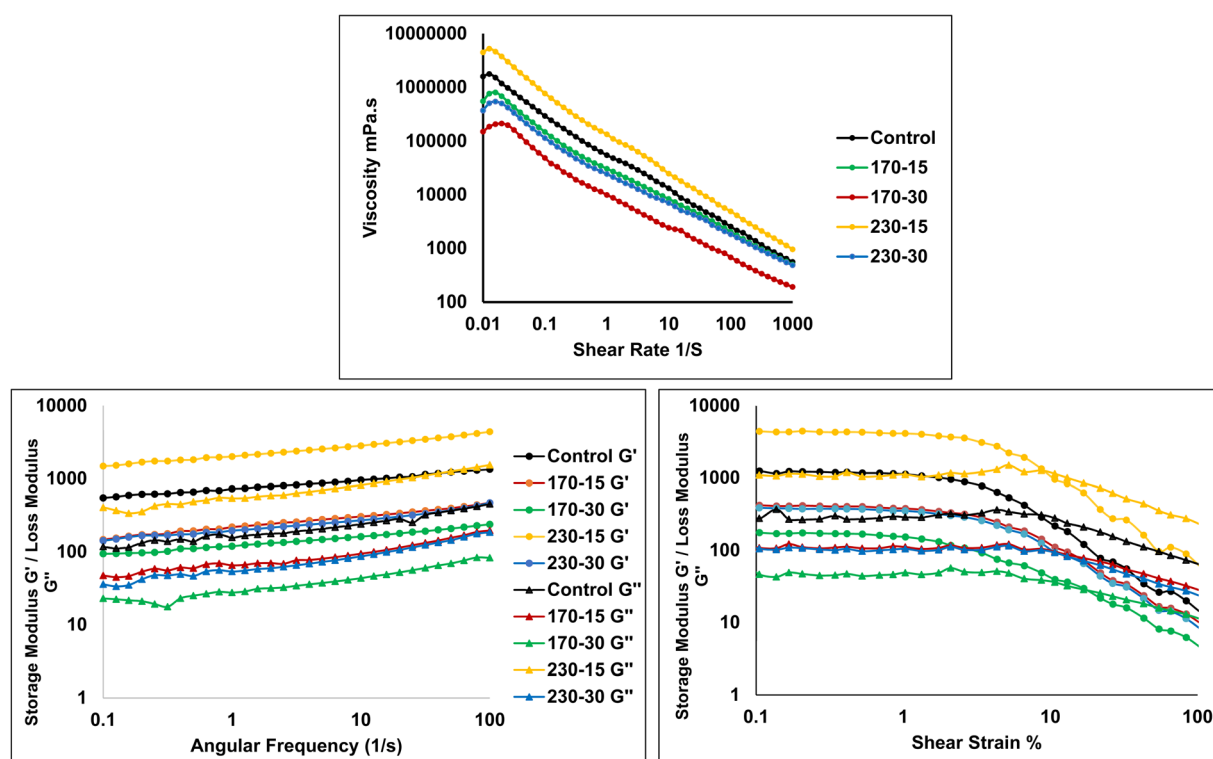 10000000
1000000
100000
10000
1000
100
Viscosity mPa.s
0.01 0.1 1 10 100 1000
Shear Rate 1/S
Control
170-15
170-30
230-15
230-30
10000
1000
100
10
1
Storage Modulus G' / Loss Modulus
G"
0.1 1 10 100
Angular Frequency (1/s)
Control G'
170-15 G'
170-30 G'
230-15 G'
230-30 G'
Control G"
170-15 G"
170-30 G"
230-15 G"
230-30 G"
10000
1000
100
10
1
Storage Modulus G' / Loss Modulus
G"
0.1 1 10 100
Shear Strain %